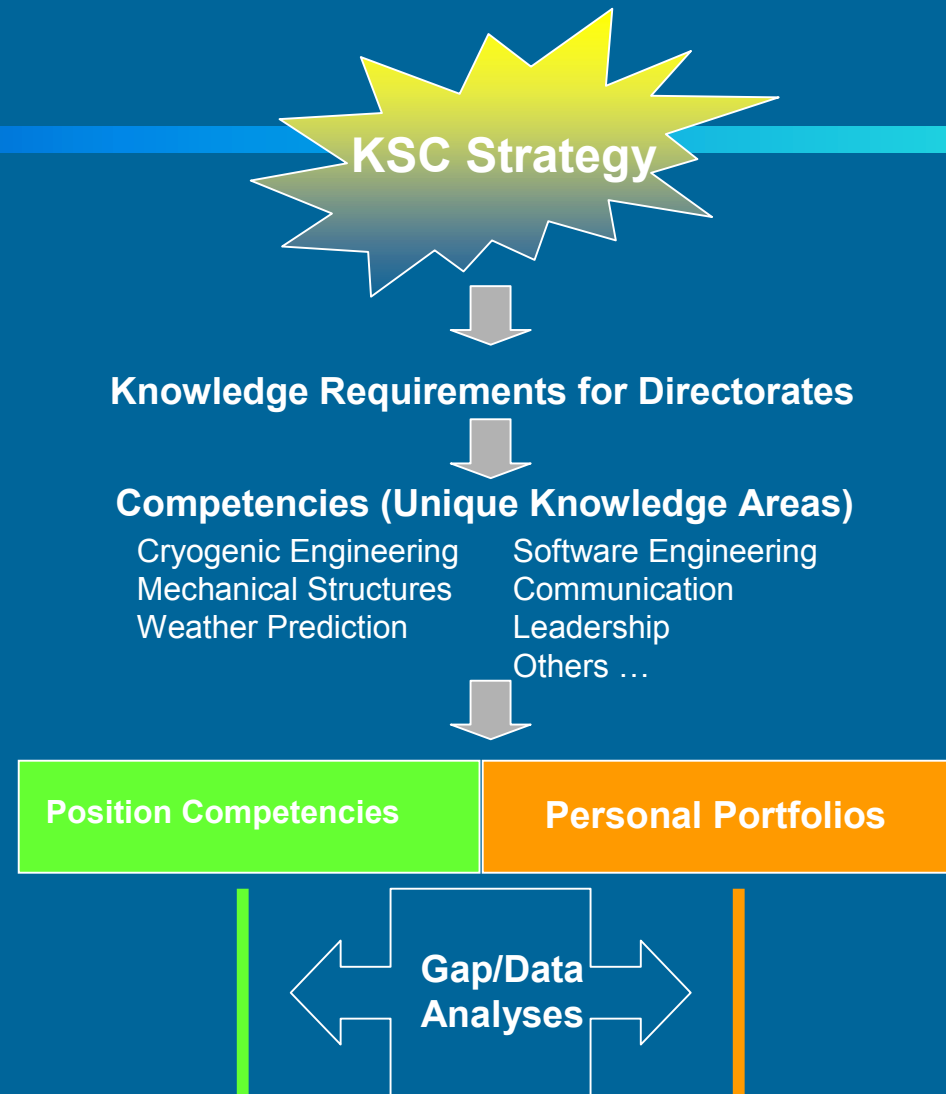 KSC Strategy
Knowledge Requirements for Directorates
Competencies (Unique Knowledge Areas)
Cryogenic Engineering
Mechanical Structures
Weather Prediction
Software Engineering
Communication
Leadership
Others …
Position Competencies
Personal Portfolios
Gap/Data
Analyses